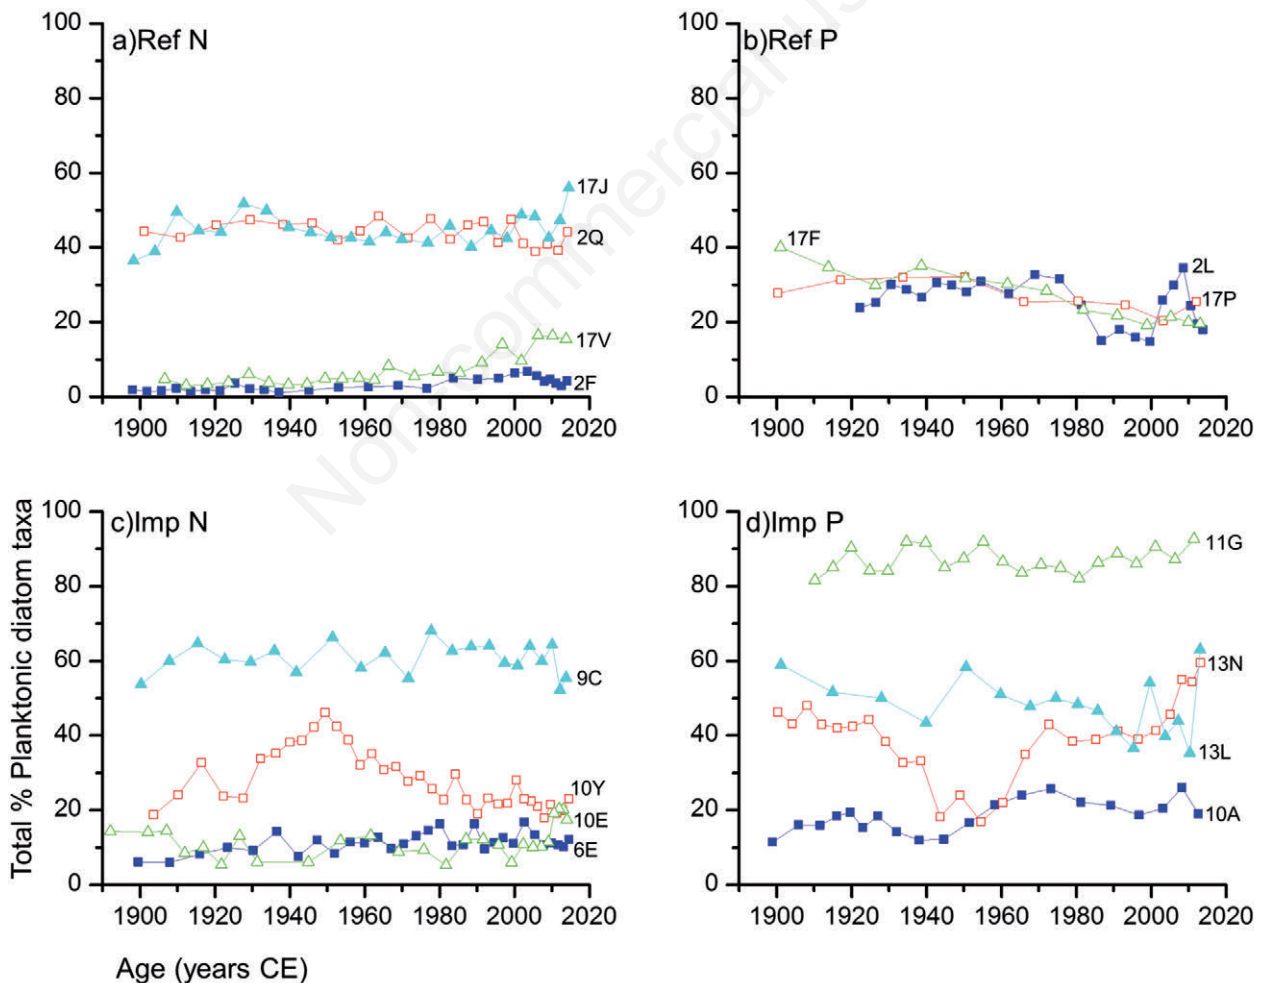 Non-commercial us
a)Ref N
100
80
60
40
20
0
17J
2Q
17V
2F
1900 1920 1940 1960 1980 2000 2020
b)Ref P
100
80
60
40
20
0
17F
2L
17P
1900 1920 1940 1960 1980 2000 2020
Total % Planktonic diatom taxa
c)Imp N
100
80
60
40
20
0
9C
10Y
10E
6E
1900 1920 1940 1960 1980 2000 2020
d)Imp P
100
80
60
40
20
0
11G
13N
13L
10A
1900 1920 1940 1960 1980 2000 2020
Age (years CE)